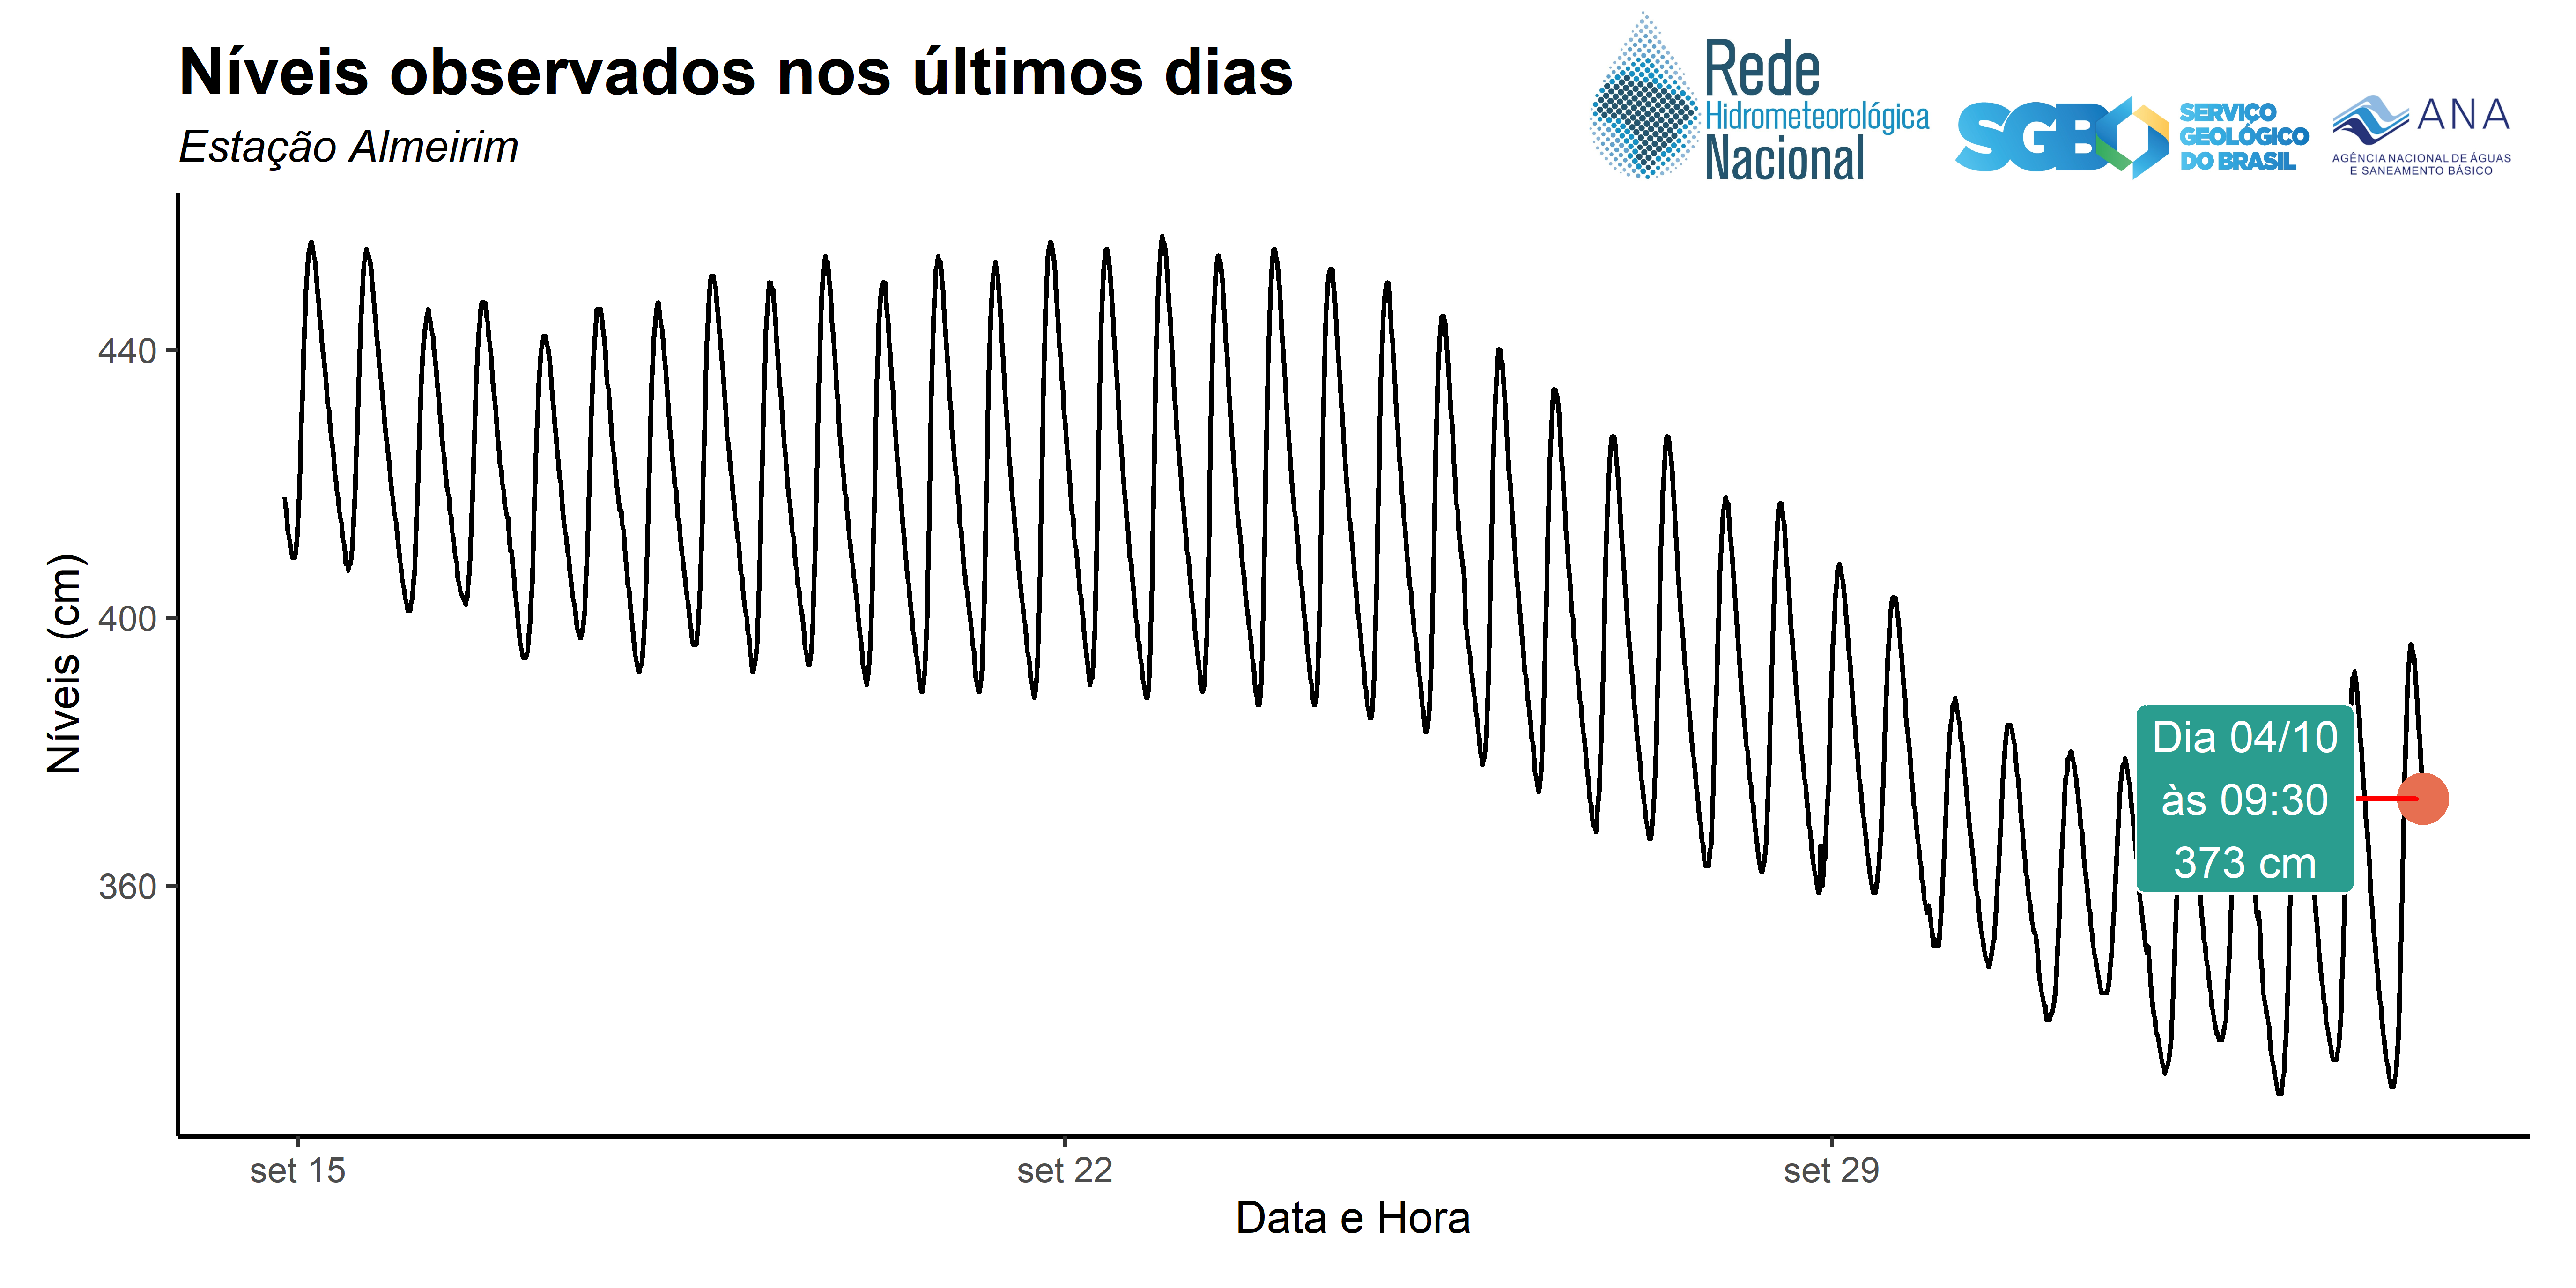 Níveis observados nos últimos dias
Estação Almeirim
Rede
Hidrometeorológica
Nacional
SGB
SERVIÇO
GEOLÓGICO
DO BRASIL
ANA
AGÊNCIA NACIONAL DE ÁGUAS
E SANEAMENTO BÁSICO
Níveis (cm)
440
400
360
Dia 04/10
às 09:30
373 cm
set 15
set 22
set 29
Data e Hora